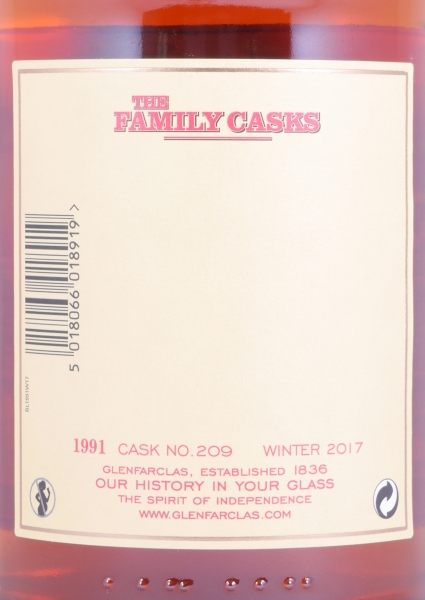 THE
FAMILY CASKS
5 018066 018919 >
BL1991W17
1991 CASK NO.209 WINTER 2017
GLENFARCLAS, ESTABLISHED 1836
OUR HISTORY IN YOUR GLASS
THE SPIRIT OF INDEPENDENCE
WWW.GLENFARCLAS.COM